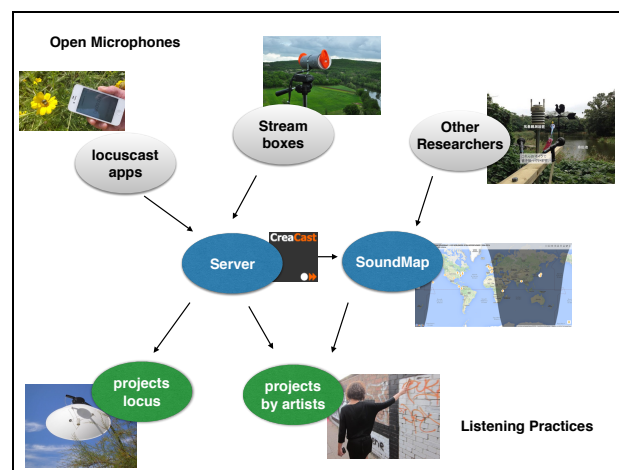 Open Microphones
Stream
boxes
Other
Researchers
locuscast
apps
CreaCast
Server
SoundMap
projects
locus
projects
by artists
Listening Practices